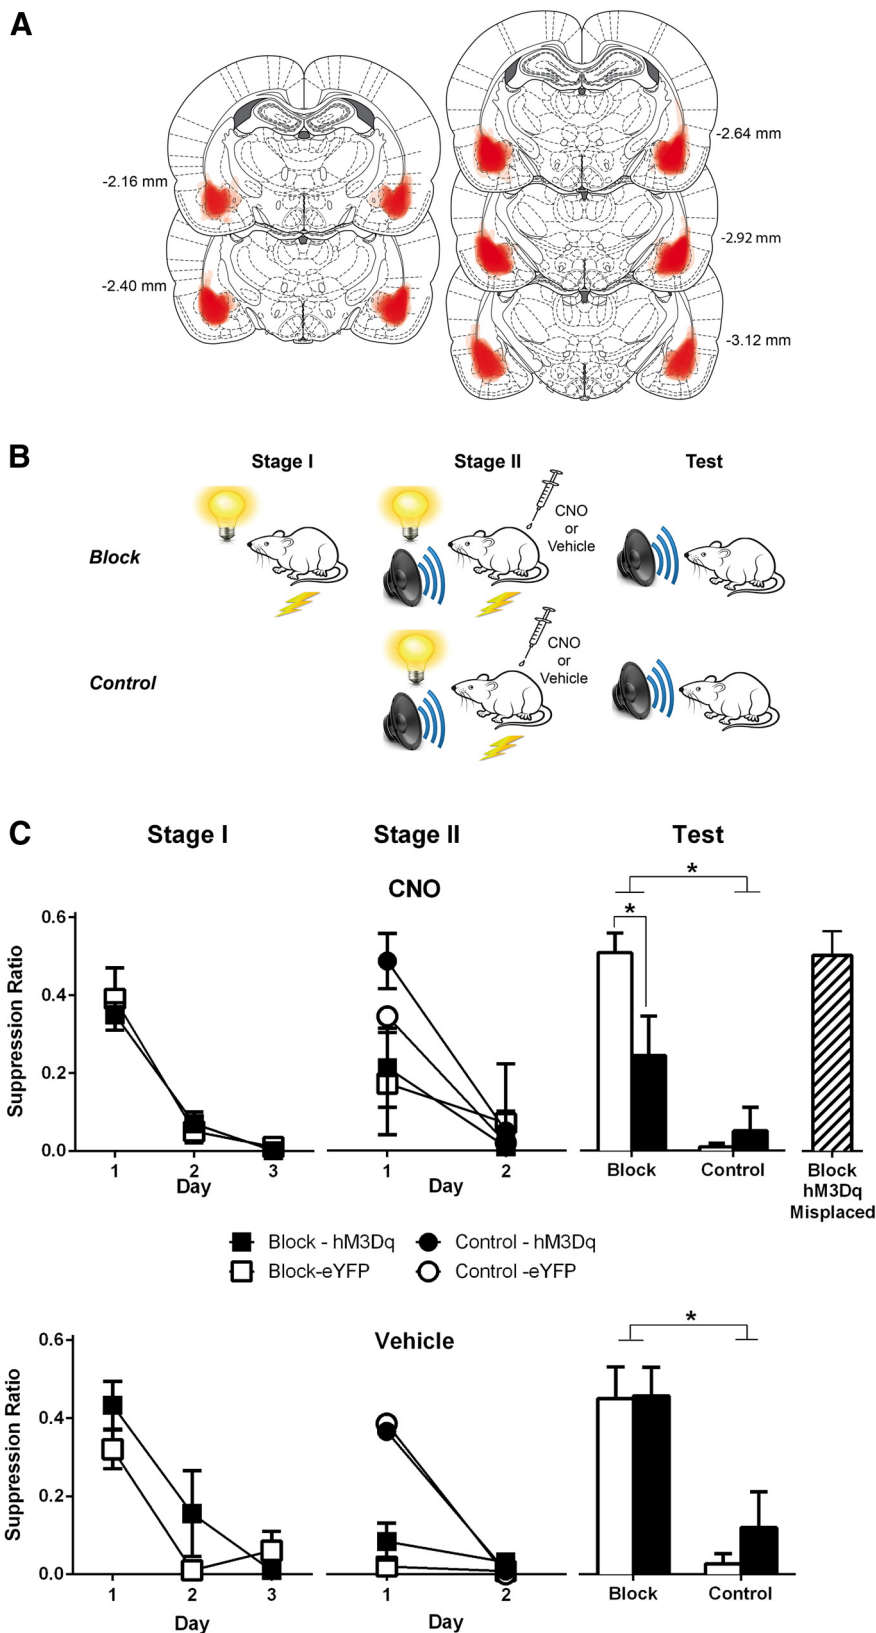 A
-2.16 mm
-2.40 mm
-2.64 mm
-2.92 mm
-3.12 mm
B
Stage I
Stage II
Test
Block
CNO
or
Vehicle
Control
CNO
or
Vehicle
C
Stage I
Stage II
Test
CNO
*
*
Suppression Ratio
0.6
0.4
0.2
0.0
1
2
3
Day
1
2
Day
Block
Control
Block
hM3Dq
Misplaced
Block - hM3Dq
Control - hM3Dq
Block-eYFP
Control -eYFP
Vehicle
*
Suppression Ratio
0.6
0.4
0.2
0.0
1
2
3
Day
1
2
Day
Block
Control